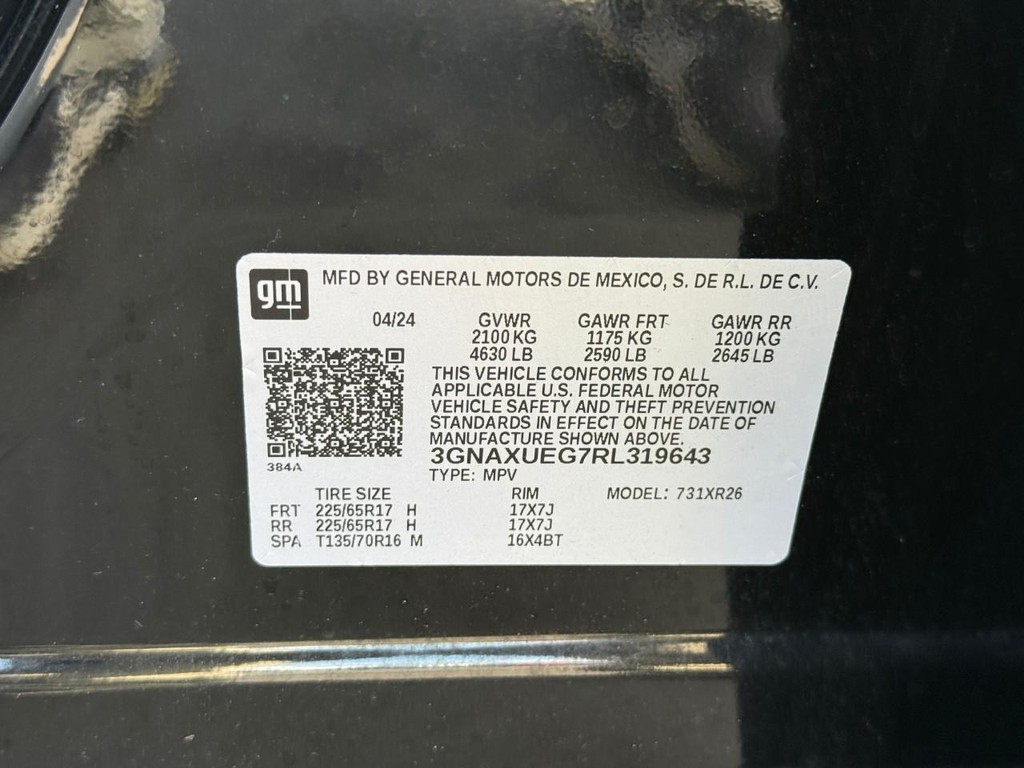 gm MFD BY GENERAL MOTORS DE MEXICO, S. DE R.L. DE C.V.
04/24 GVWR GAWR FRT GAWR RR
2100 KG 1175 KG 1200 KG
4630 LB 2590 LB 2645 LB
THIS VEHICLE CONFORMS TO ALL
APPLICABLE U.S. FEDERAL MOTOR
VEHICLE SAFETY AND THEFT PREVENTION
STANDARDS IN EFFECT ON THE DATE OF
MANUFACTURE SHOWN ABOVE.
3GNAXUEG7RL319643
384A
TYPE: MPV
TIRE SIZE RIM MODEL: 731XR26
FRT 225/65R17 H 17X7J
RR 225/65R17 H 17X7J
SPA T135/70R16 M 16X4BT